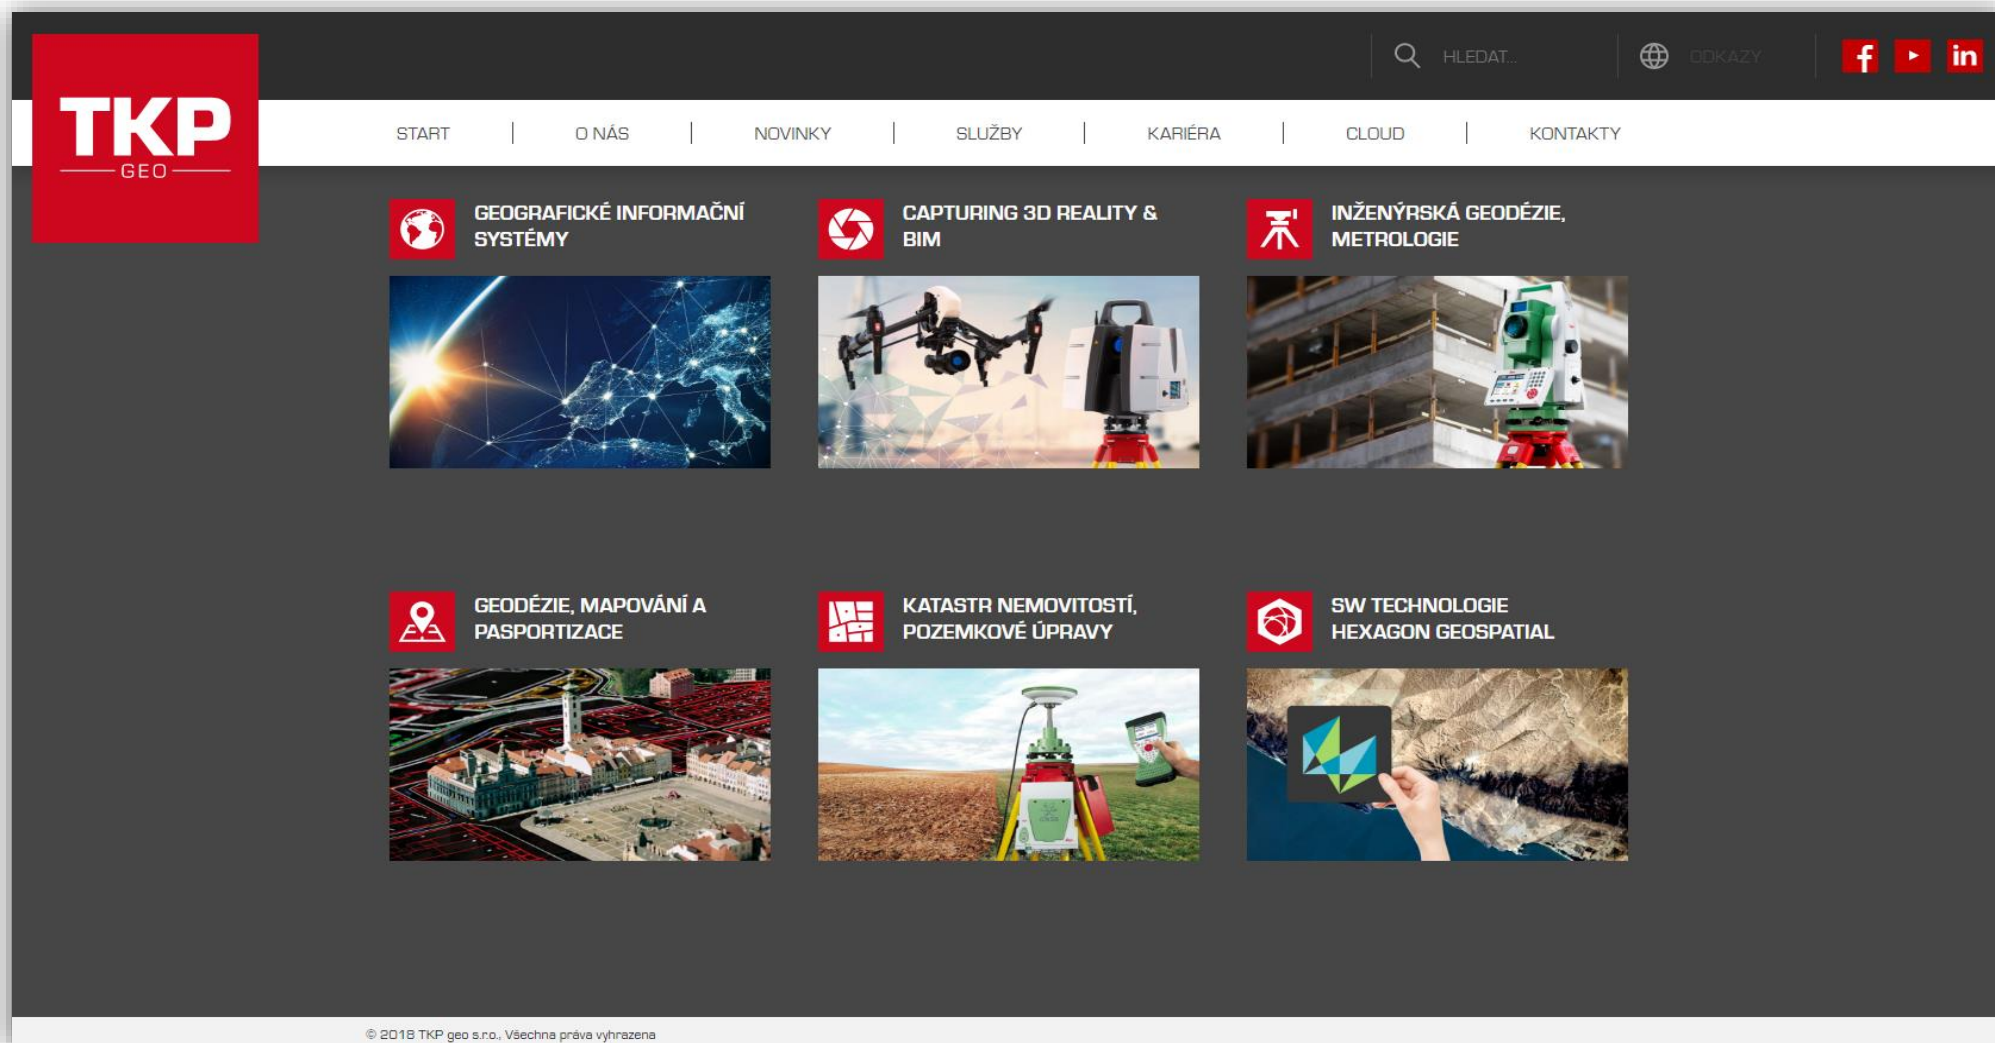 HLEDAT...
ODKAZY
TKP
GEO
START
O NÁS
NOVINKY
SLUŽBY
KARIÉRA
CLOUD
KONTAKTY
GEOGRAFICKÉ INFORMAČNÍ
SYSTÉMY
CAPTURING 3D REALITY &
BIM
INŽENÝRSKÁ GEODÉZIE,
METROLOGIE
GEODÉZIE, MAPOVÁNÍ A
PASPORTIZACE
KATASTR NEMOVITOSTÍ,
POZEMKOVÉ ÚPRAVY
SW TECHNOLOGIE
HEXAGON GEOSPATIAL
© 2018 TKP geo s.r.o., Všechna práva vyhrazena